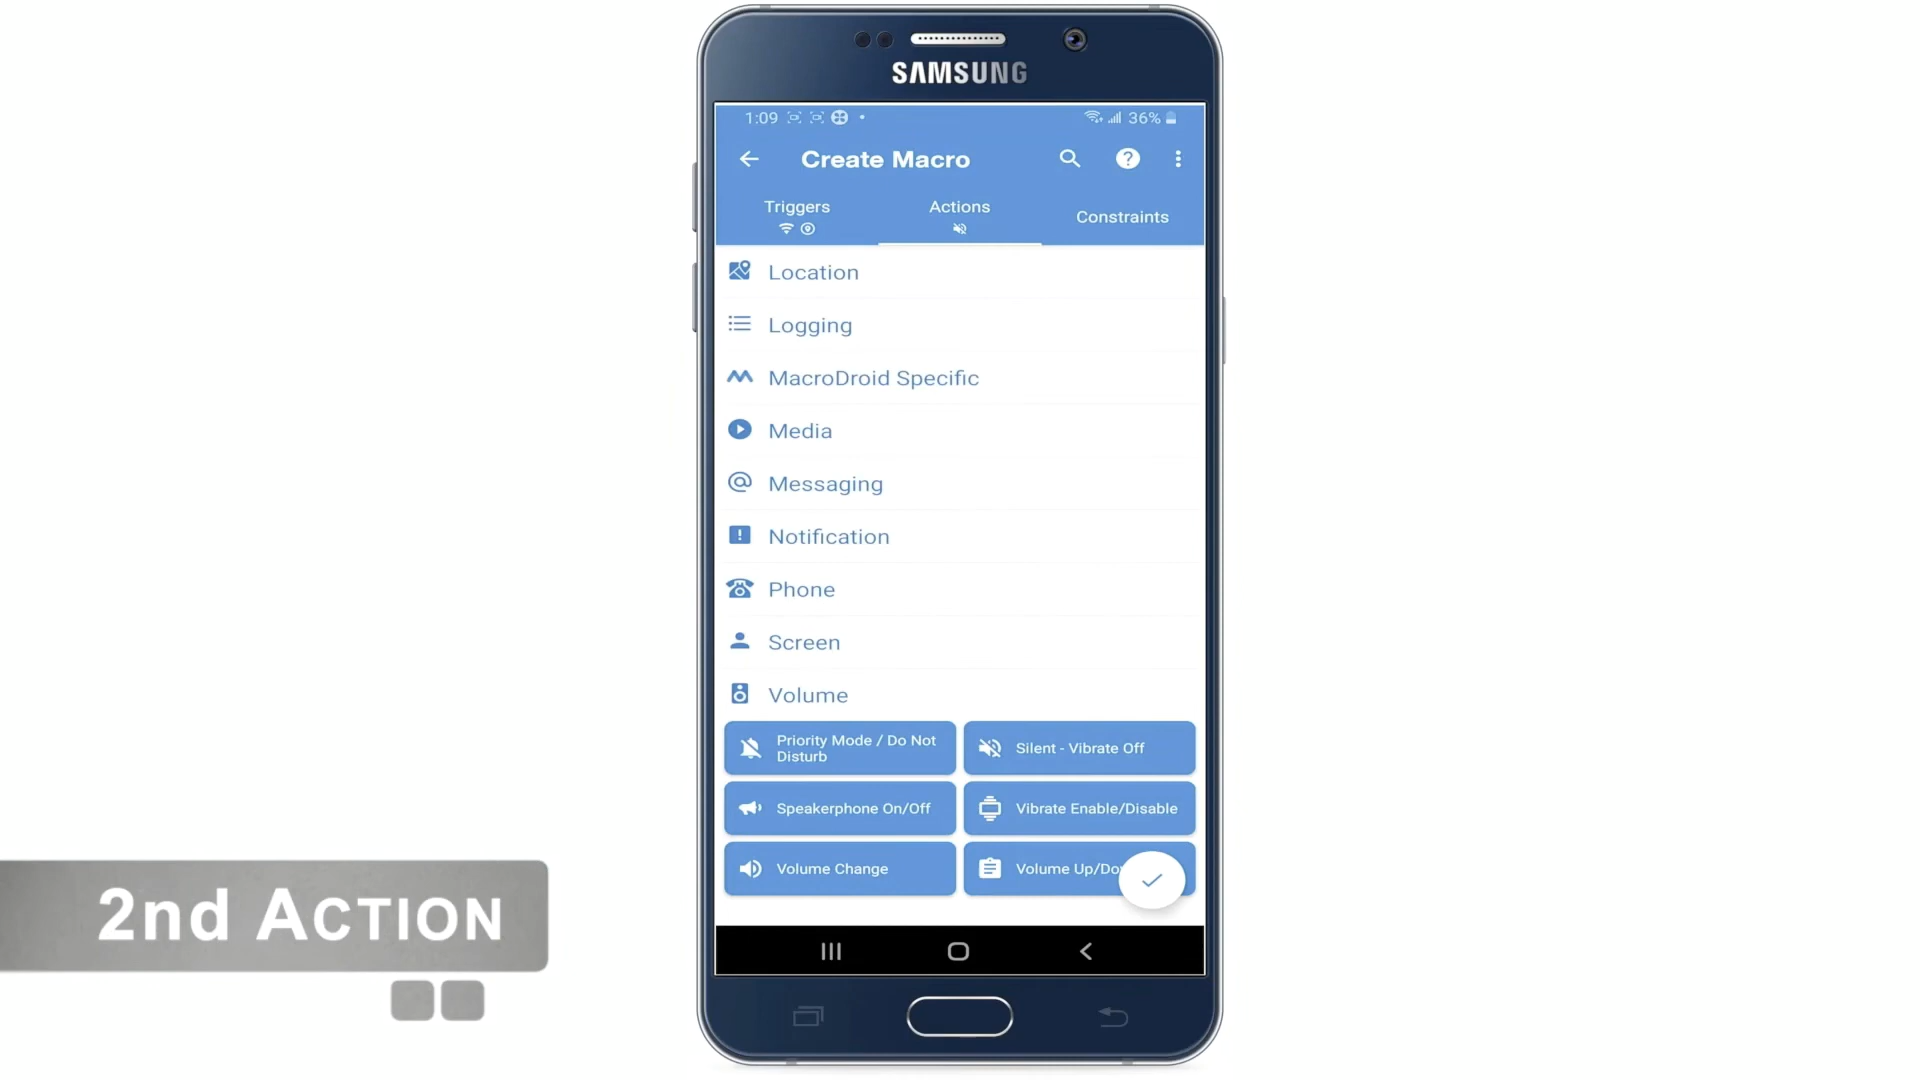 SAMSUNG
1:09
36%
Create Macro
Triggers
Actions
Constraints
Location
Logging
MacroDroid Specific
Media
Messaging
Notification
Phone
Screen
Volume
Priority Mode / Do Not
Disturb
Silent - Vibrate Off
Speakerphone On/Off
Vibrate Enable/Disable
Volume Change
Volume Up/Do
2nd ACTION